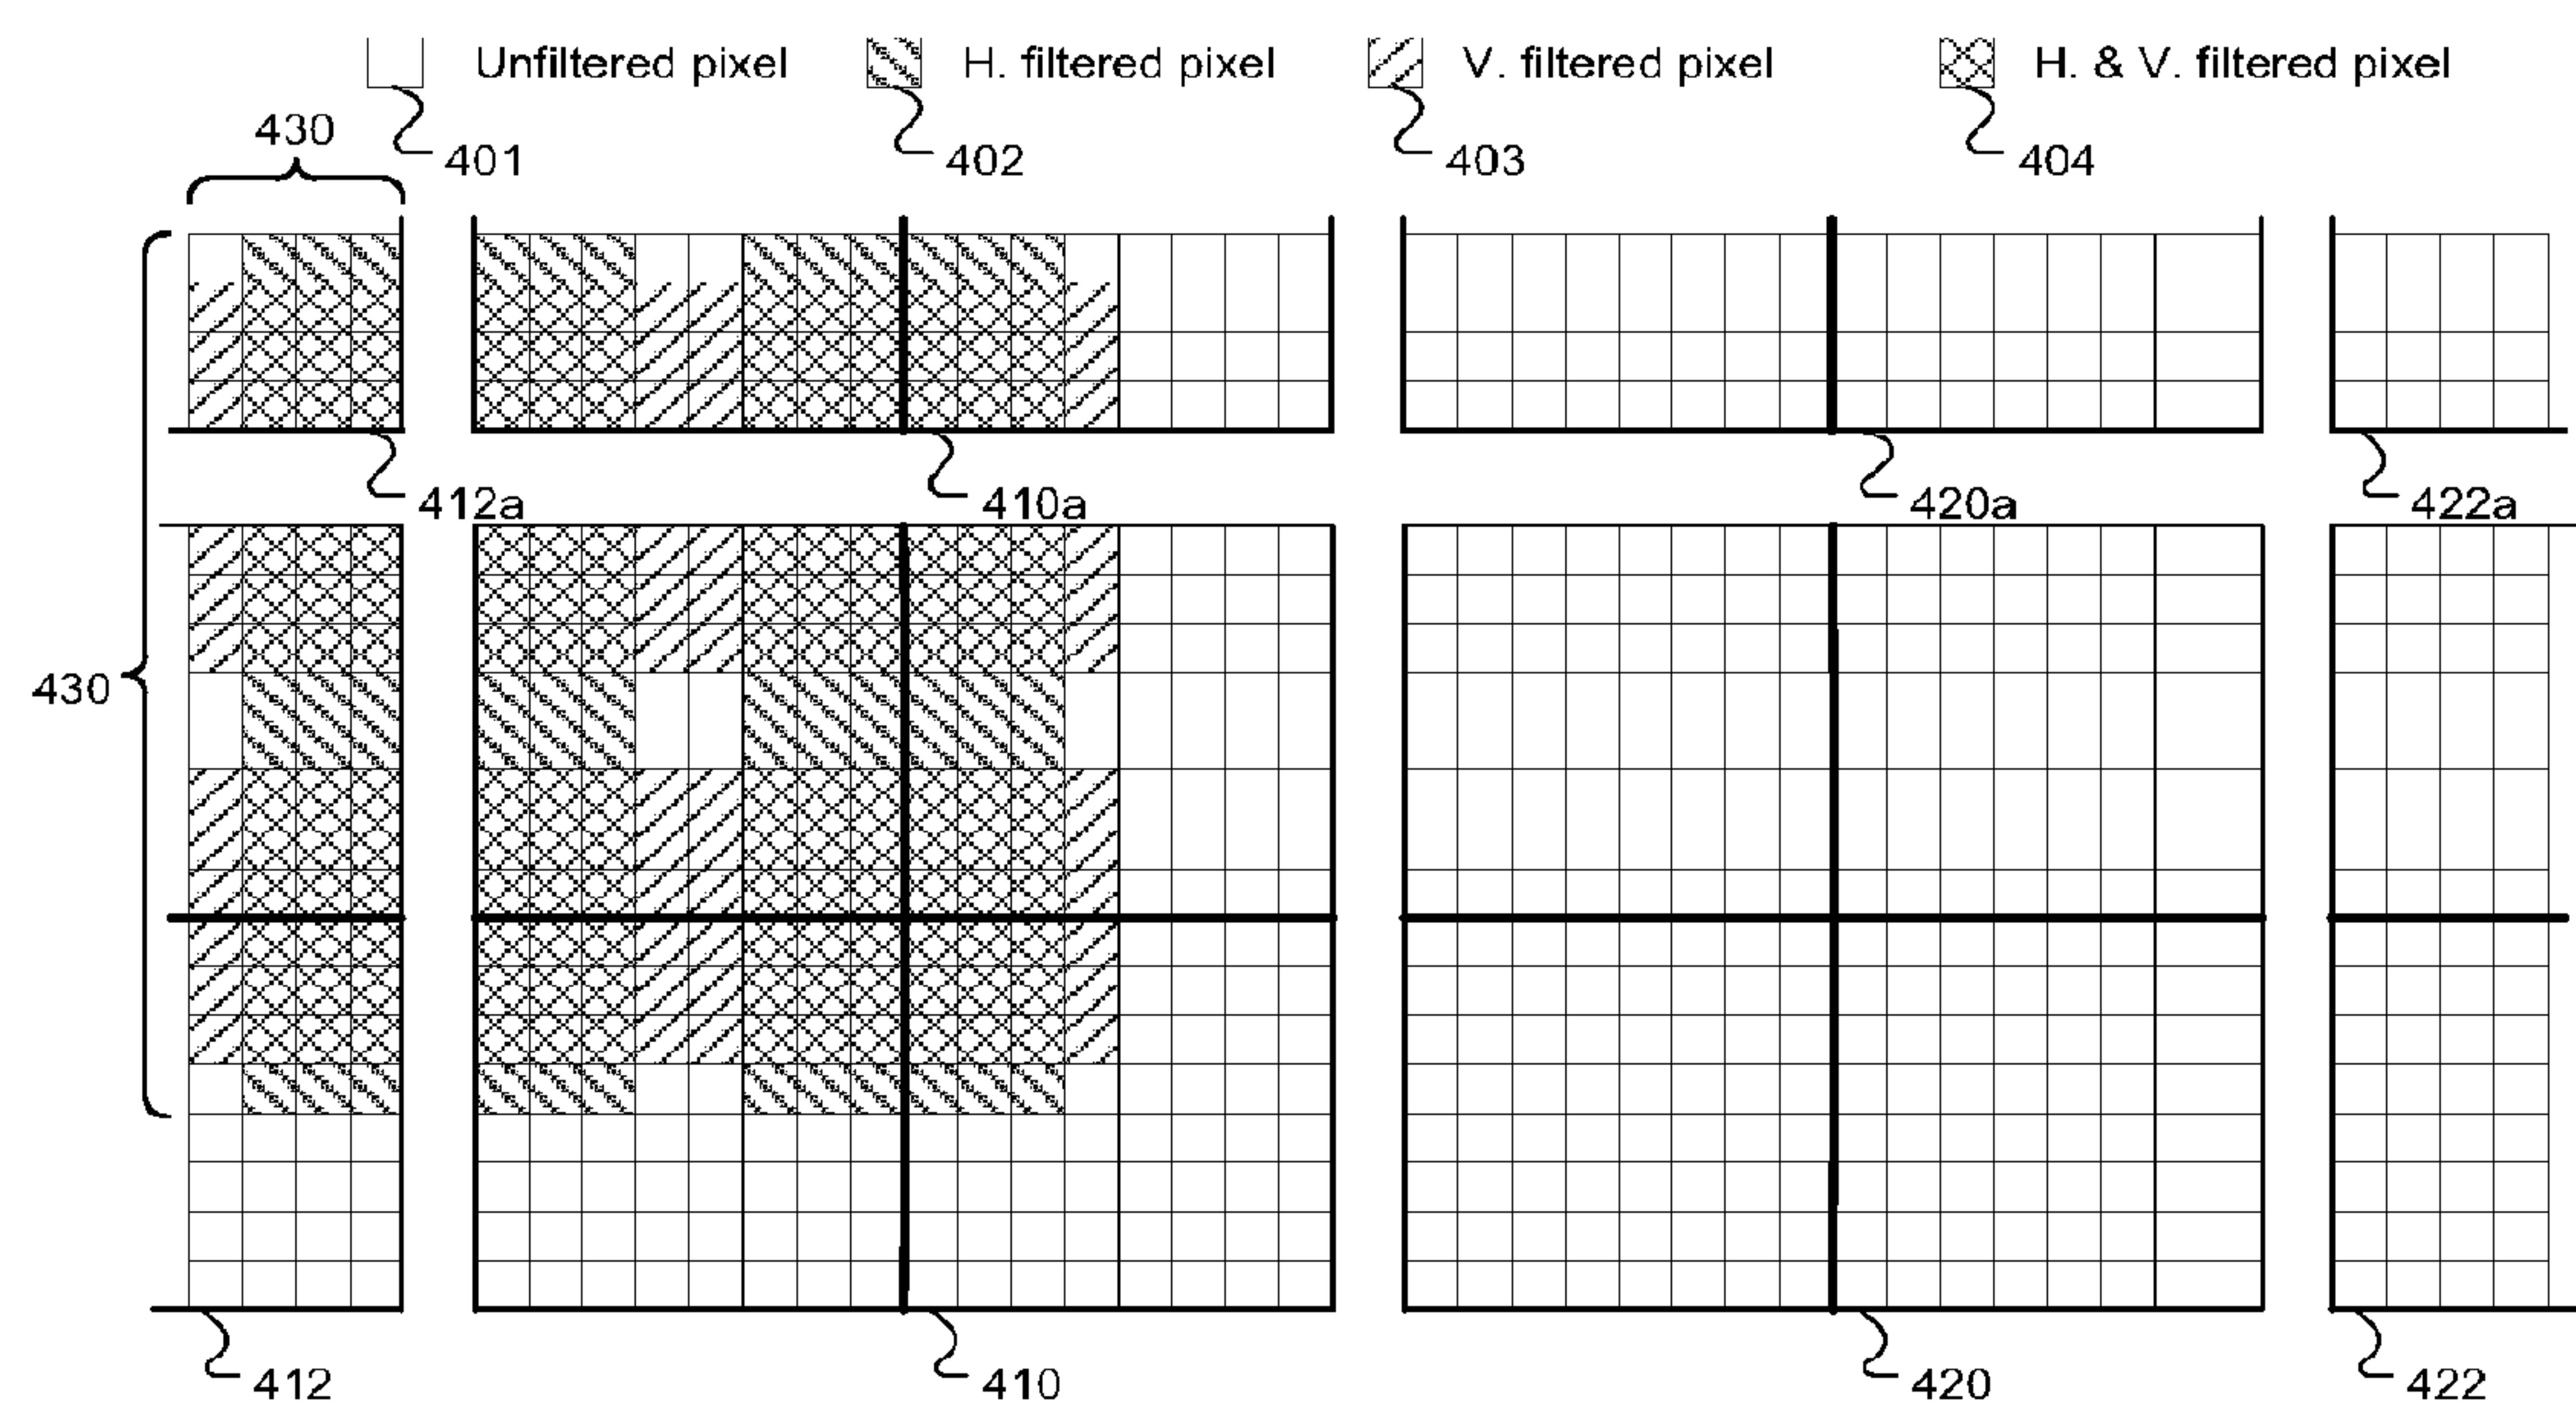 Unfiltered pixel H. filtered pixel V. filtered pixel H. & V. filtered pixel
430
401 402 403 404
412a 410a 420a 422a
430
412 410 420 422